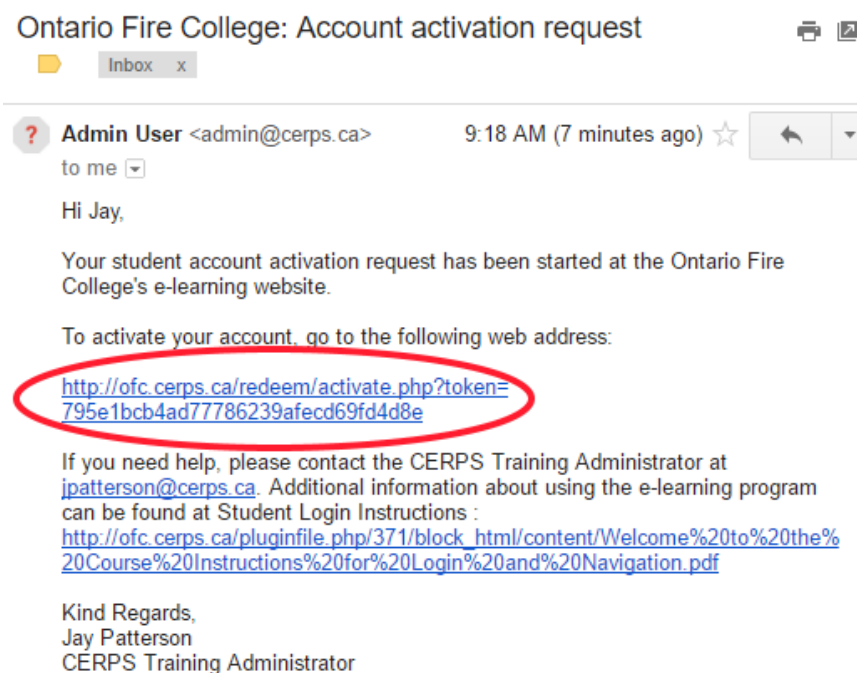 Ontario Fire College: Account activation request
Inbox x
? Admin User <admin@cerps.ca> 9:18 AM (7 minutes ago)
to me
Hi Jay,
Your student account activation request has been started at the Ontario Fire
College's e-learning website.
To activate your account, go to the following web address:
http://ofc.cerps.ca/redeem/activate.php?token=
795e1bcb4ad77786239afecd69fd4d8e
If you need help, please contact the CERPS Training Administrator at
jpatterson@cerps.ca. Additional information about using the e-learning program
can be found at Student Login Instructions :
http://ofc.cerps.ca/pluginfile.php/371/block_html/content/Welcome%20to%20the%
20Course%20Instructions%20for%20Login%20and%20Navigation.pdf
Kind Regards,
Jay Patterson
CERPS Training Administrator